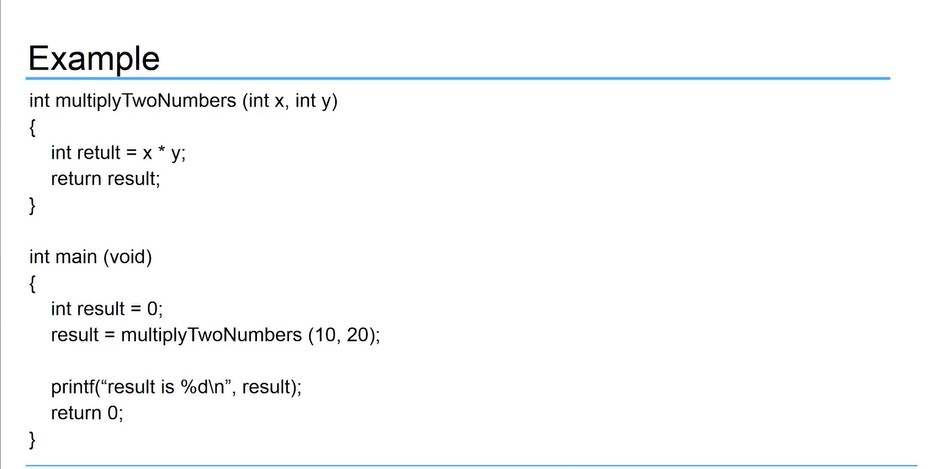 Example
int multiplyTwoNumbers (int x, int y)
{
int retult = x * y;
return result;
}
int main (void)
{
int result = 0;
result = multiplyTwoNumbers (10, 20);
printf(“result is %d\n”, result);
return 0;
}